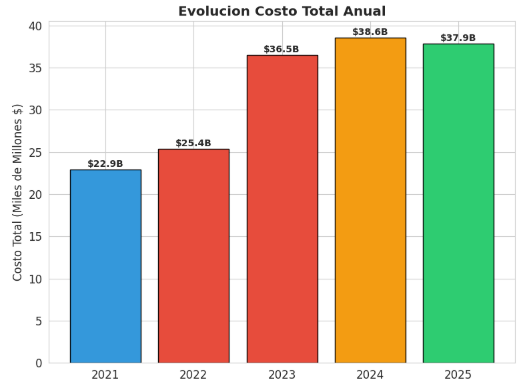 Evolucion Costo Total Anual
Costo Total (Miles de Millones $)
40
35
30
25
20
15
10
5
0
$22.9B
$25.4B
$36.5B
$38.6B
$37.9B
2021
2022
2023
2024
2025